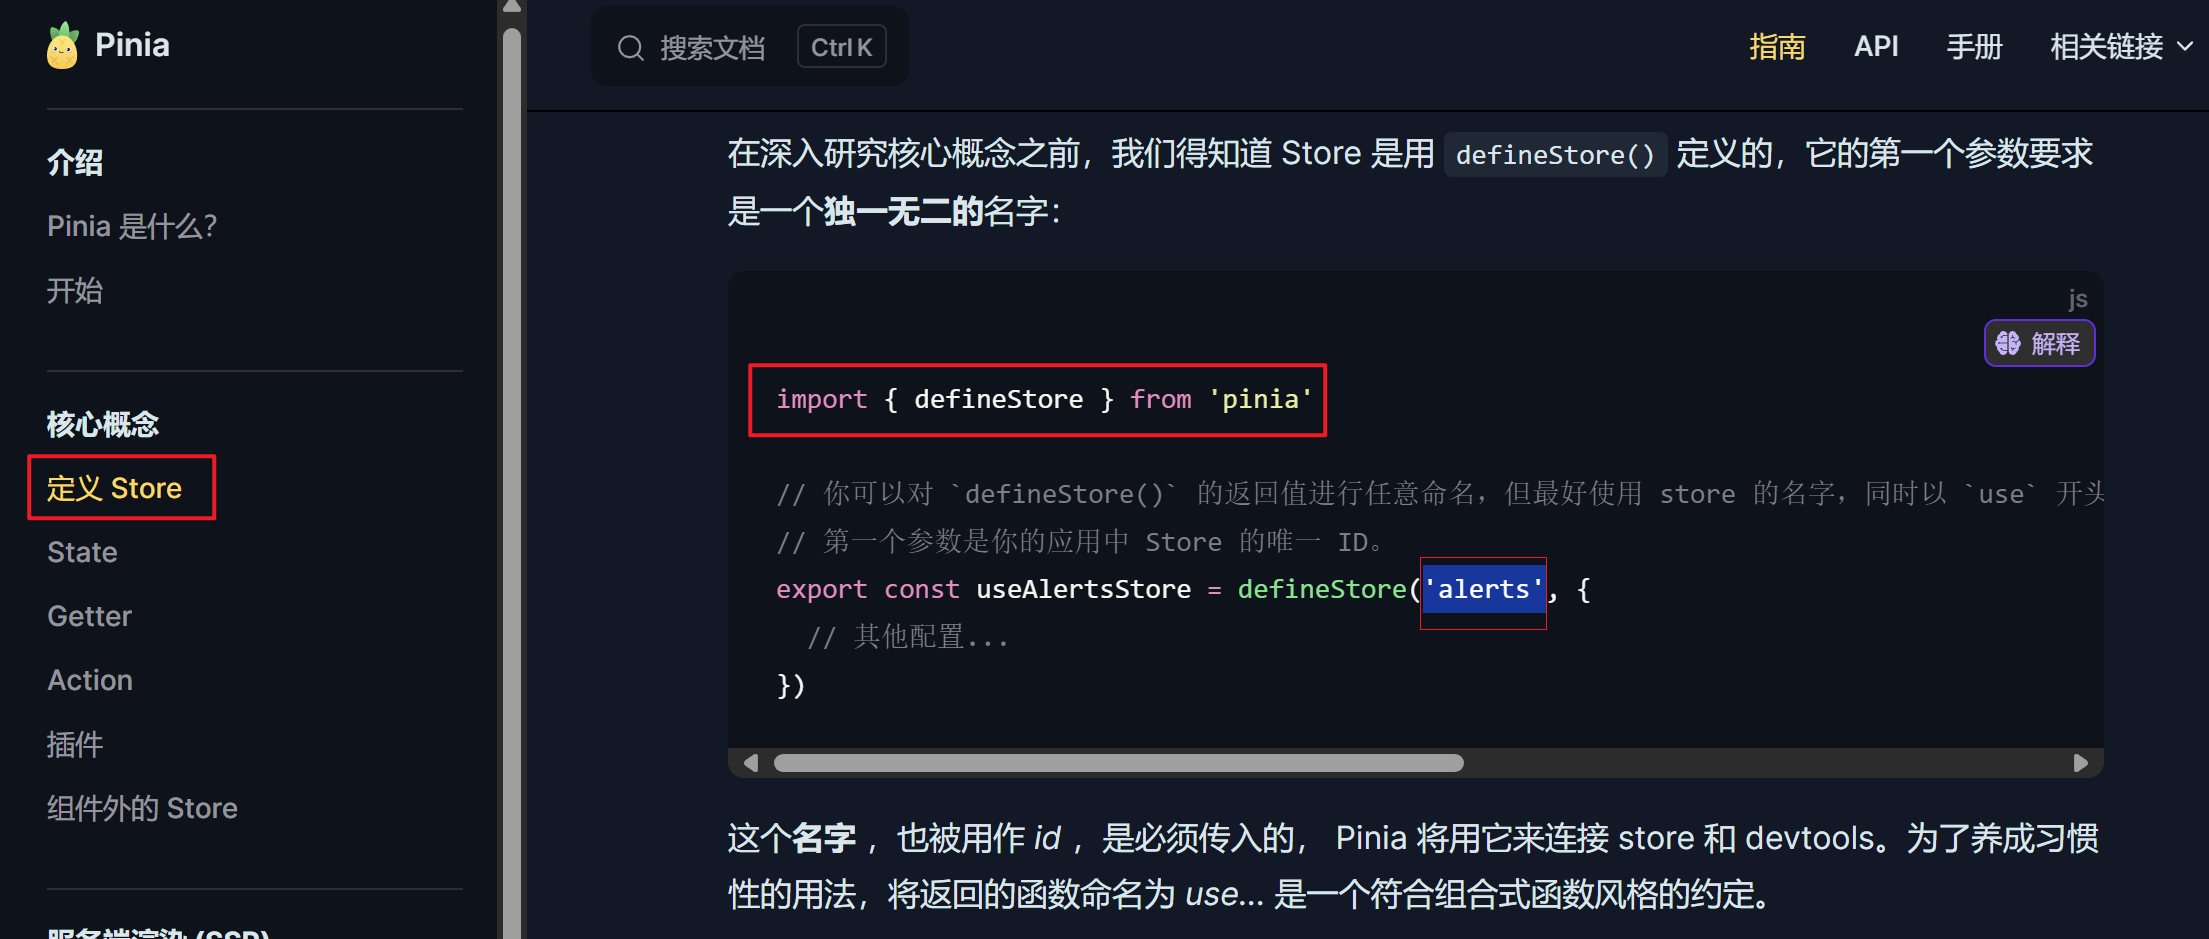 Pinia
搜索文档
Ctrl K
指南
API
手册
相关链接
介绍
Pinia 是什么？
开始
核心概念
定义 Store
State
Getter
Action
插件
组件外的 Store
服务端渲染 (SSR)
在深入研究核心概念之前，我们得知道 Store 是用 defineStore() 定义的，它的第一个参数要求
是一个独一无二的名字：
js
解释
import { defineStore } from 'pinia'
// 你可以对 `defineStore()` 的返回值进行任意命名，但最好使用 store 的名字，同时以 `use` 开头
// 第一个参数是你的应用中 Store 的唯一 ID。
export const useAlertsStore = defineStore('alerts', {
// 其他配置...
})
这个名字 ，也被用作 id ，是必须传入的， Pinia 将用它来连接 store 和 devtools。为了养成习惯
性的用法，将返回的函数命名为 use... 是一个符合组合式函数风格的约定。